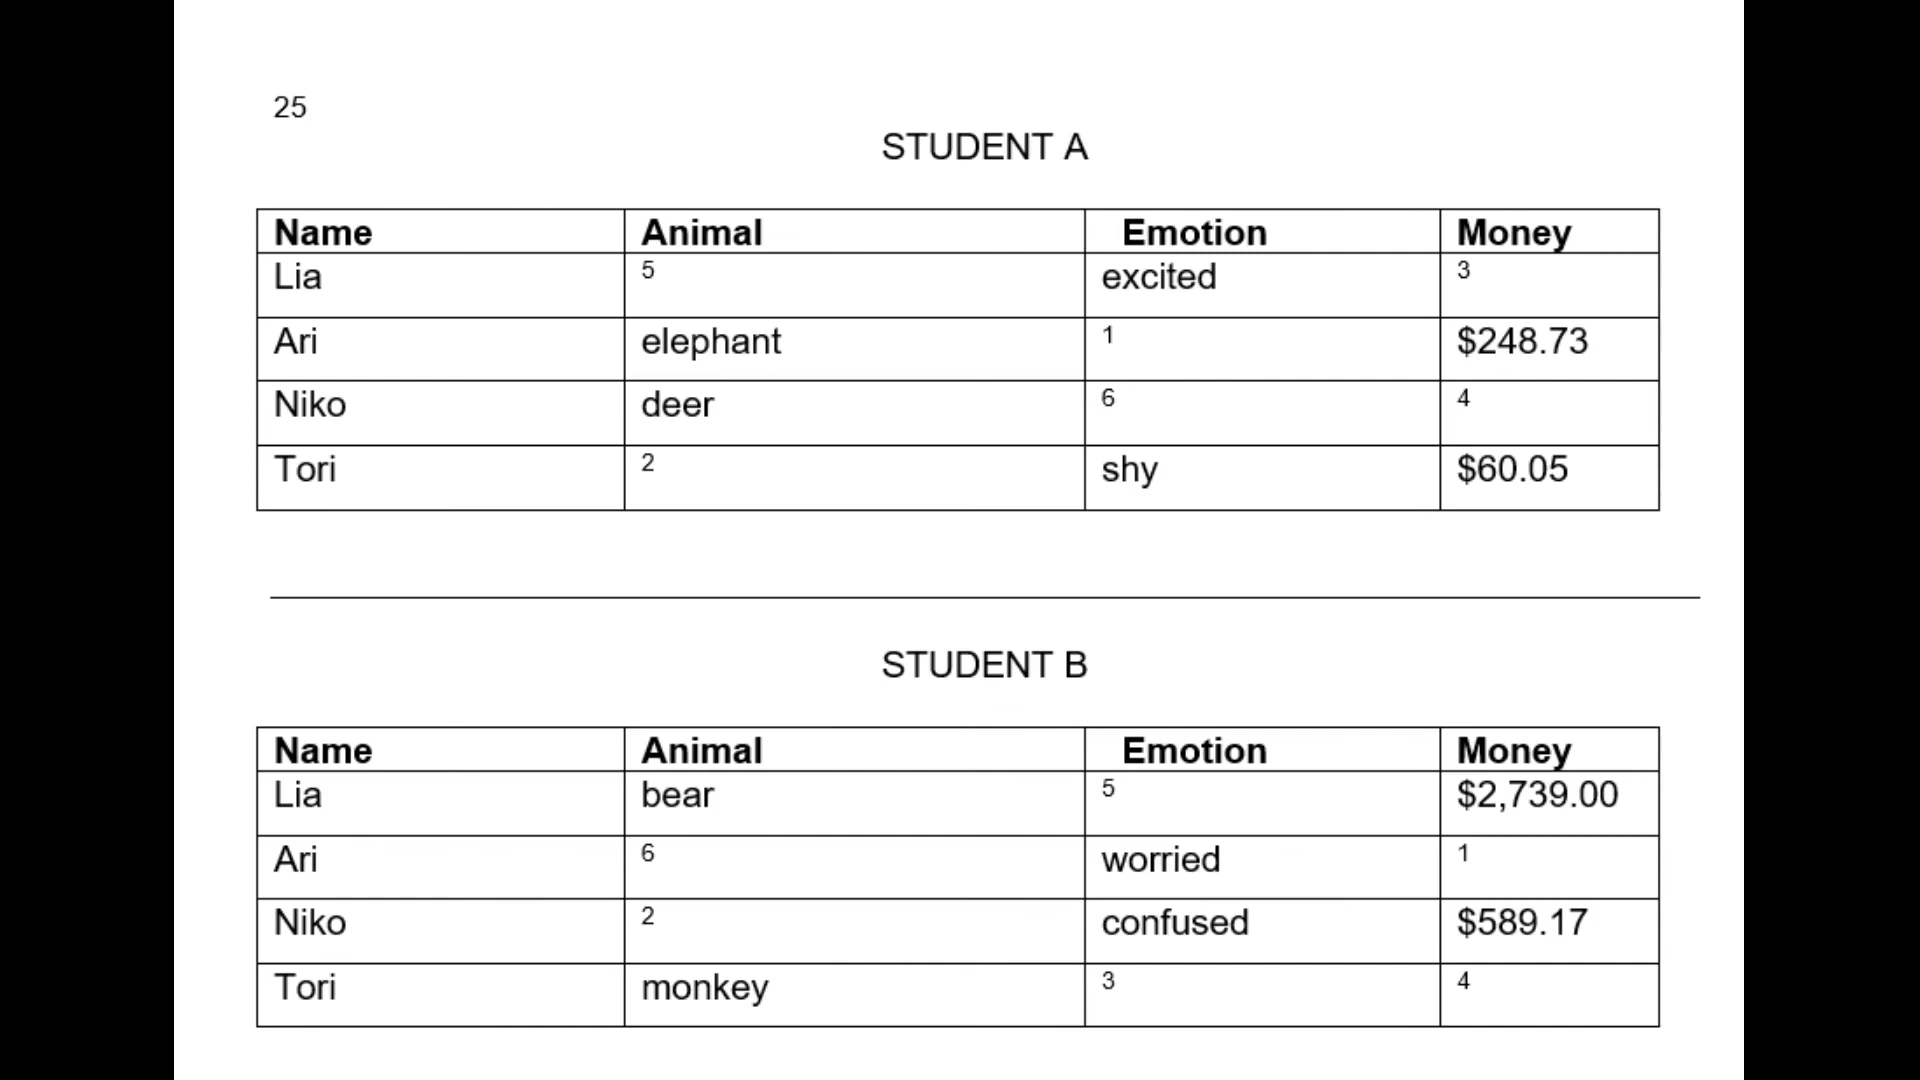 25
STUDENT A
Name Animal Emotion Money
Lia 5 excited 3
Ari elephant 1 $248.73
Niko deer 6 4
Tori 2 shy $60.05
STUDENT B
Name Animal Emotion Money
Lia bear 5 $2,739.00
Ari 6 worried 1
Niko 2 confused $589.17
Tori monkey 3 4